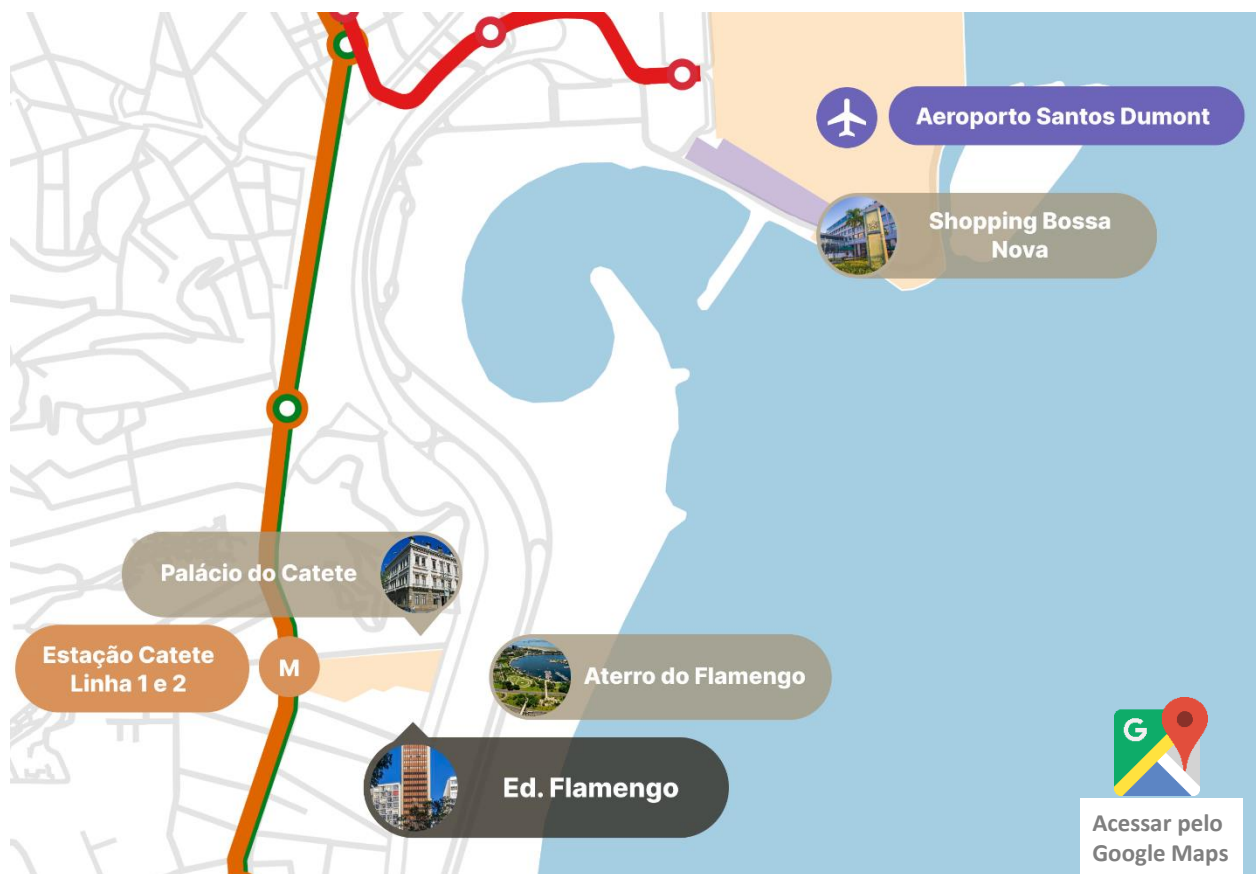 Aeroporto Santos Dumont
Shopping Bossa
Nova
Palácio do Catete
Estação Catete
Linha 1 e 2
M
Aterro do Flamengo
Ed. Flamengo
G
Acessar pelo
Google Maps